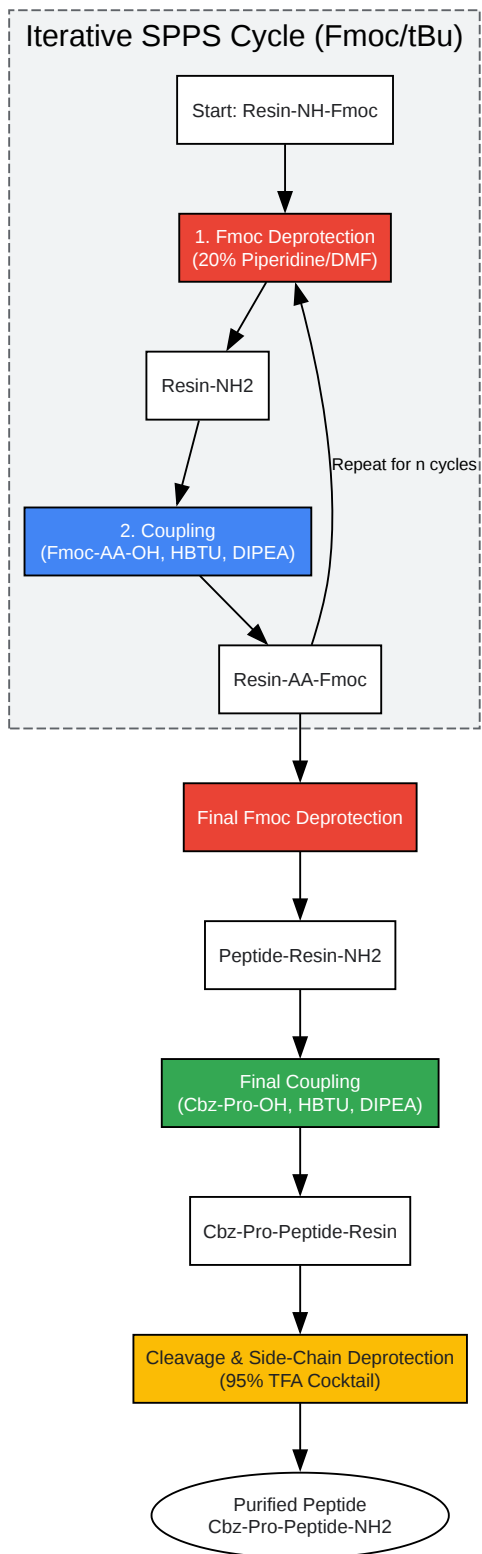 Iterative SPPS Cycle (Fmoc/tBu)
Start: Resin-NH-Fmoc
1. Fmoc Deprotection
(20% Piperidine/DMF)
Resin-NH2
Repeat for n cycles
2. Coupling
(Fmoc-AA-OH, HBTU, DIPEA)
Resin-AA-Fmoc
Final Fmoc Deprotection
Peptide-Resin-NH2
Final Coupling
(Cbz-Pro-OH, HBTU, DIPEA)
Cbz-Pro-Peptide-Resin
Cleavage & Side-Chain Deprotection
(95% TFA Cocktail)
Purified Peptide
Cbz-Pro-Peptide-NH2